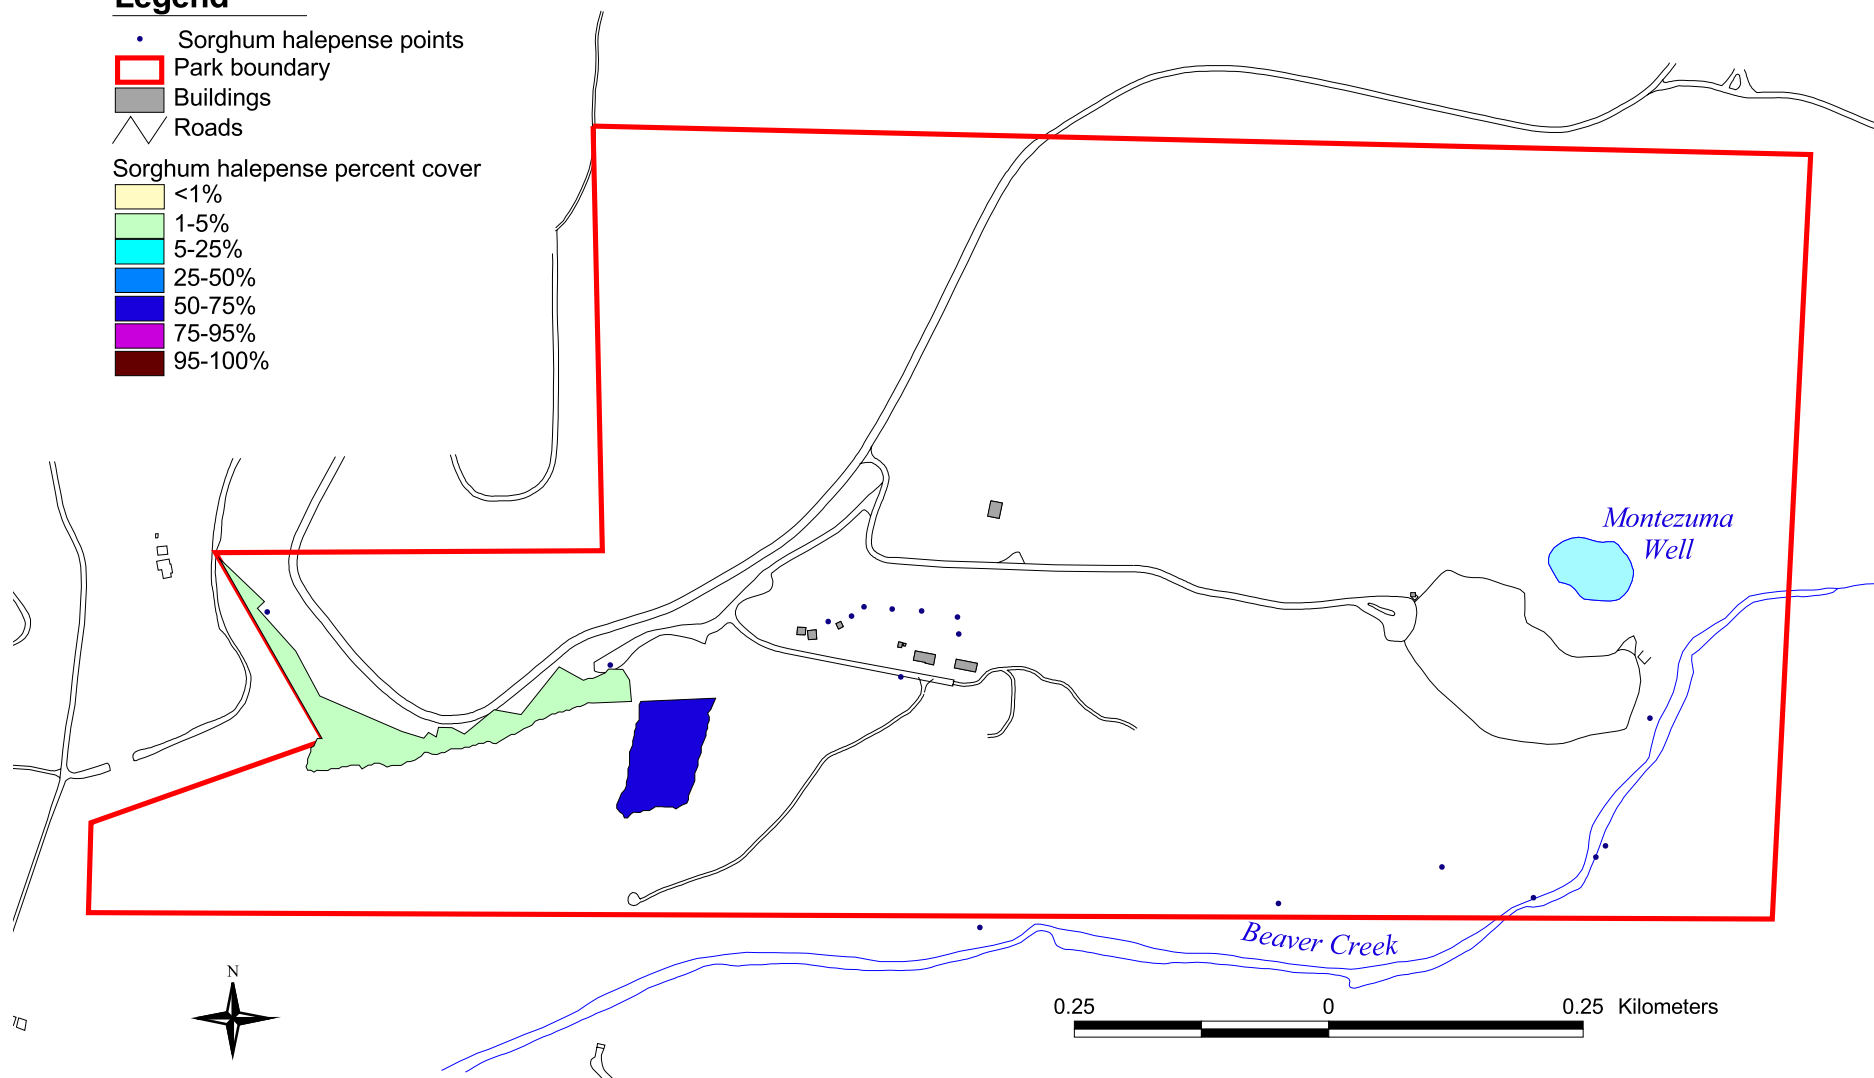 Legend
Sorghum halepense points
Park boundary
Buildings
Roads
Sorghum halepense percent cover
<1%
1-5%
5-25%
25-50%
50-75%
75-95%
95-100%
Montezuma
Well
Beaver Creek
N
0.25 0 0.25 Kilometers